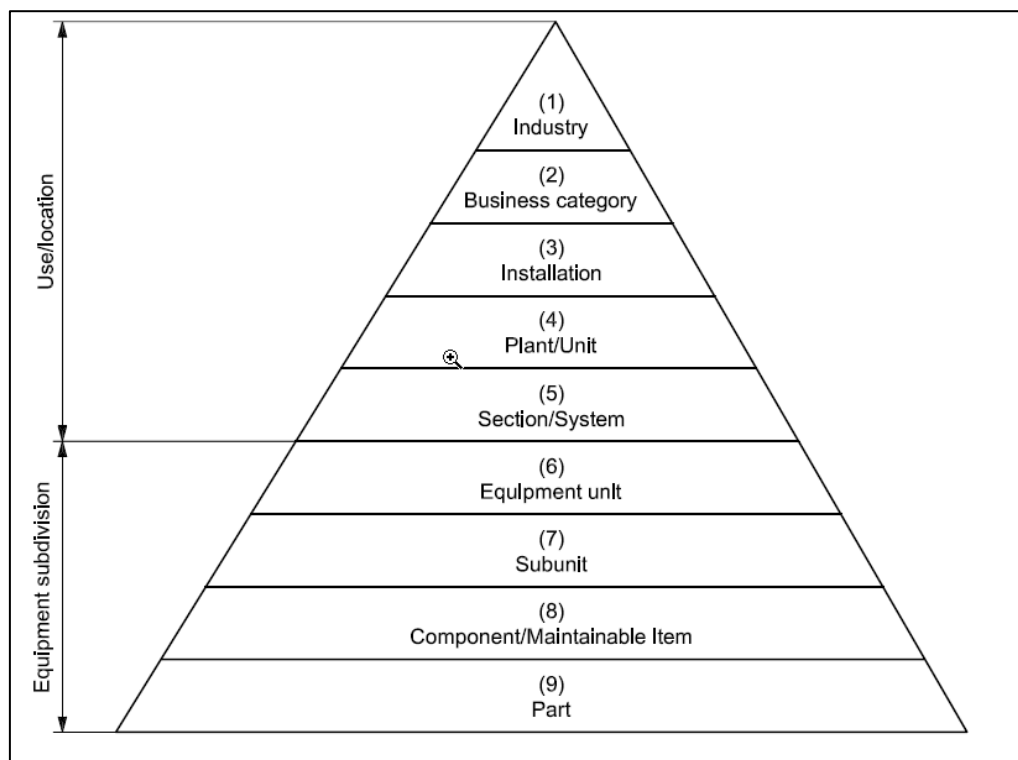 (1)
Industry
(2)
Business category
(3)
Installation
(4)
Plant/Unit
(5)
Section/System
(6)
Equipment unit
(7)
Subunit
(8)
Component/Maintainable Item
(9)
Part
Use/location
Equipment subdivision